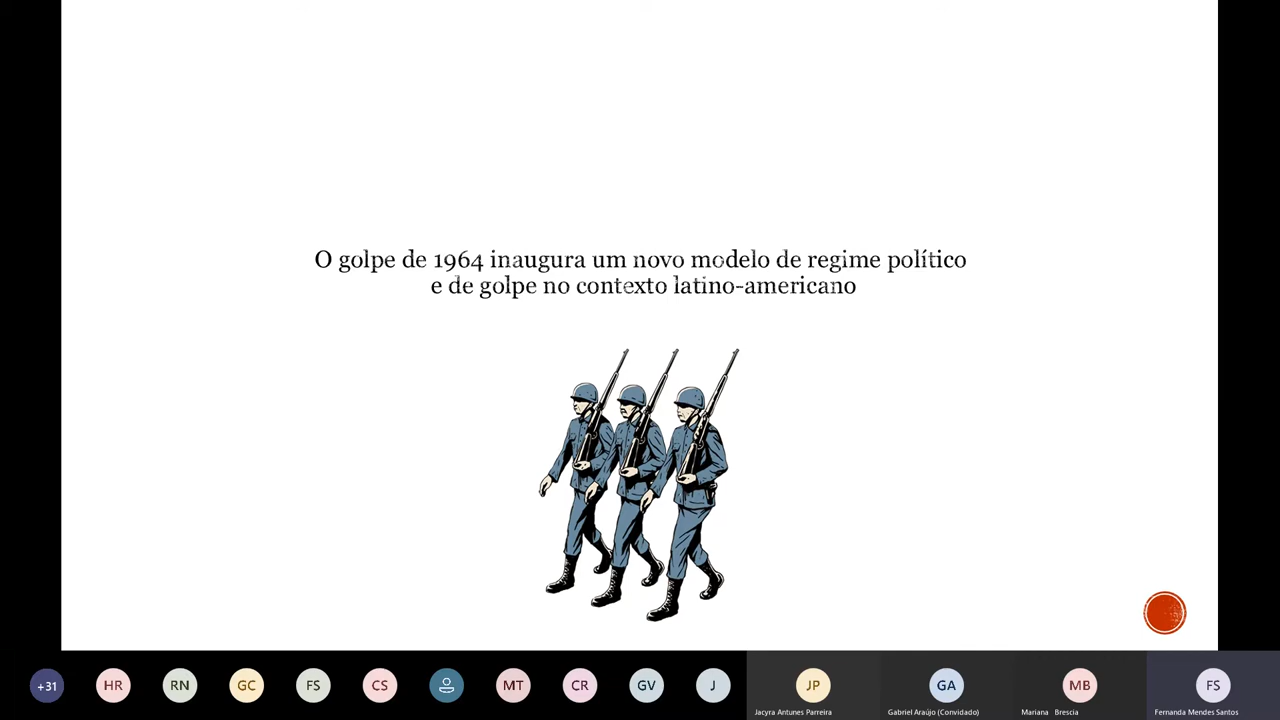 O golpe de 1964 inaugura um novo modelo de regime político
e de golpe no contexto latino-americano
+31
HR
RN
GC
FS
CS
MT
CR
GV
J
JP
GA
MB
FS
Jacyra Antunes Parreira
Gabriel Araújo (Convidado)
Mariana Brescia
Fernanda Mendes Santos